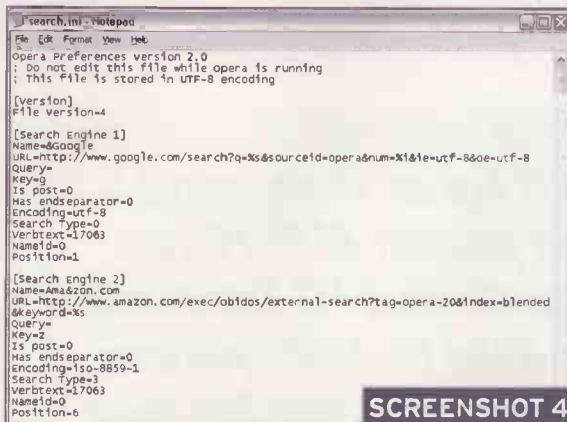 search.ini - Notepad
File Edit Format View Help
Opera Preferences version 2.0
; Do not edit this file while opera is running
; This file is stored in UTF-8 encoding
[Version]
File Version=4
[Search Engine 1]
Name=&Google
URL=http://www.google.com/search?q=%s&sourceid=opera&num=%i&ie=utf-8&oe=utf-8
Query=
Key=g
Is post=0
Has endseparator=0
Encoding=utf-8
Search Type=0
Verbtext=17063
Nameid=0
Position=1
[Search Engine 2]
Name=Ama&zon.com
URL=http://www.amazon.com/exec/obidos/external-search?tag=opera-20&index=blended
&keyword=%s
Query=
Key=z
Is post=0
Has endseparator=0
Encoding=iso-8859-1
Search Type=3
Verbtext=17063
Nameid=0
Position=6
SCREENSHOT 4